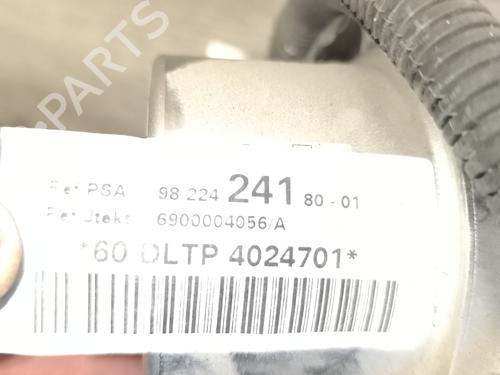 B-PARTS
Ref PSA 98 224 241 80-01
Ref Jtekt 6900004056/A
*60 DLTP 4024701*